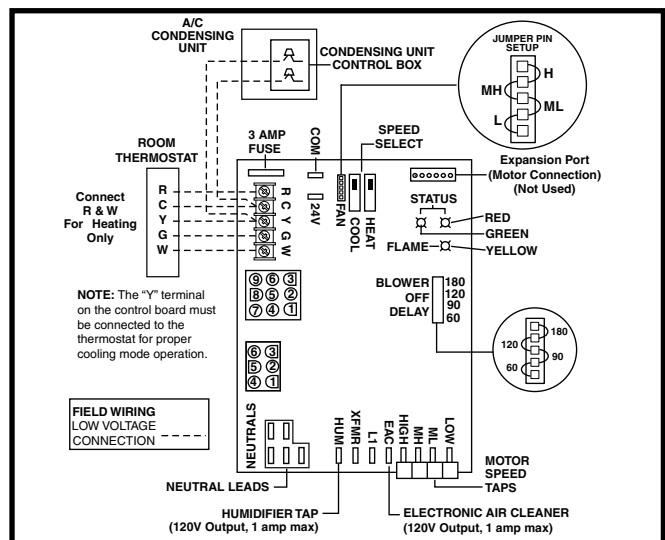 A/C
CONDENSING
UNIT
CONDENSING UNIT
CONTROL BOX
JUMPER PIN
SETUP
H
MH
ML
L
ROOM
THERMOSTAT
3 AMP
FUSE
COM
SPEED
SELECT
Expansion Port
(Motor Connection)
(Not Used)
R
C
Y
G
W
Connect
R & W
For Heating
Only
R
C
Y
G
W
24V
FAN
COOL
HEAT
STATUS
RED
GREEN
FLAME
YELLOW
NOTE: The “Y” terminal
on the control board must
be connected to the
thermostat for proper
cooling mode operation.
9 6 3
8 5 2
7 4 1
BLOWER
OFF
DELAY
180
120
90
60
180
120
90
60
6 3
5 2
4 1
FIELD WIRING
LOW VOLTAGE
CONNECTION
NEUTRALS
HUM
XFMR
L1
EAC
HIGH
MH
ML
LOW
NEUTRAL LEADS
MOTOR
SPEED
TAPS
HUMIDIFIER TAP
(120V Output, 1 amp max)
ELECTRONIC AIR CLEANER
(120V Output, 1 amp max)